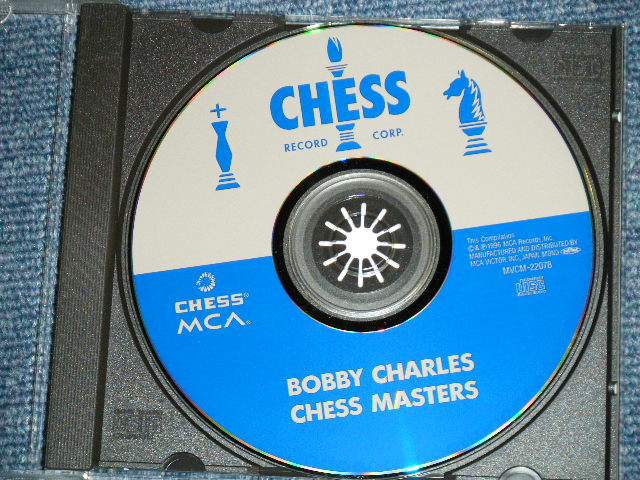 CHESS
RECORD CORP.
This Compilation
©&℗1996 MCA Records, Inc.
MANUFACTURED AND DISTRIBUTED BY
MCA VICTOR, INC., JAPAN. MONO
MVCM-22078
CHESS®
MCA®
BOBBY CHARLES
CHESS MASTERS